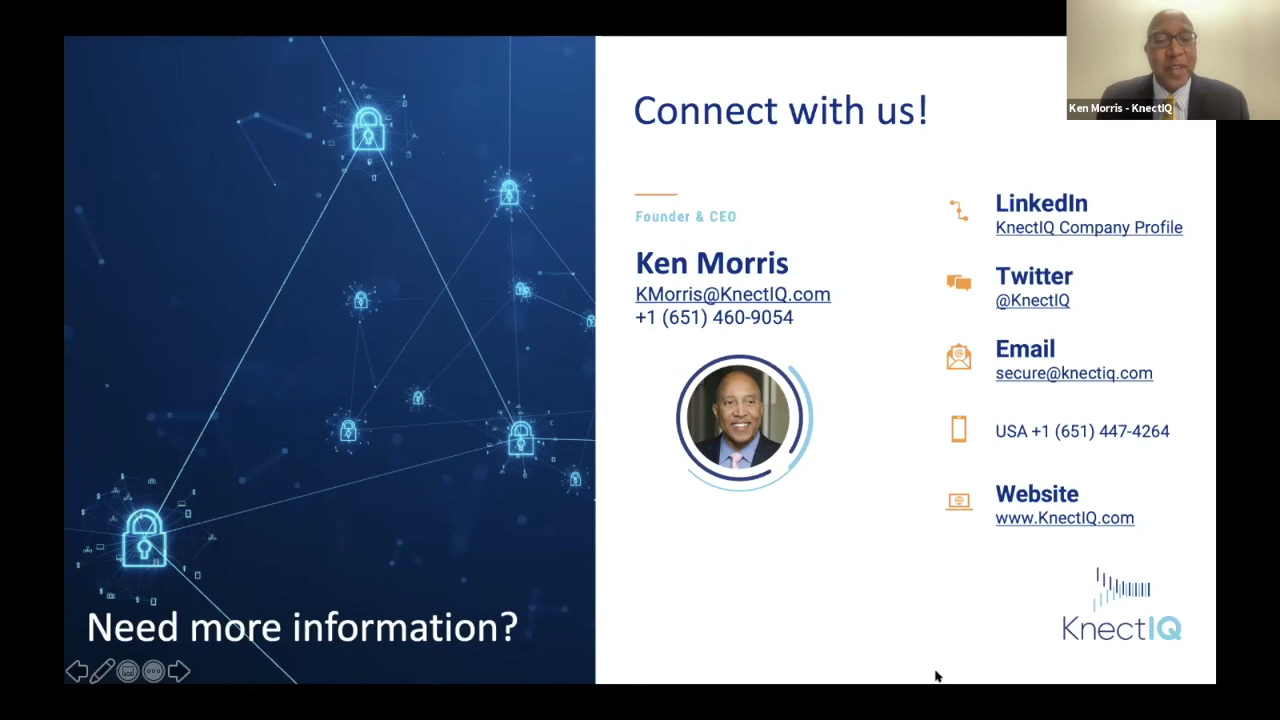 Ken Morris - KnectIQ
Connect with us!
Founder & CEO
Ken Morris
KMorris@KnectIQ.com
+1 (651) 460-9054
LinkedIn
KnectIQ Company Profile
Twitter
@KnectIQ
Email
secure@knectiq.com
USA +1 (651) 447-4264
Website
www.KnectIQ.com
KnectIQ
Need more information?